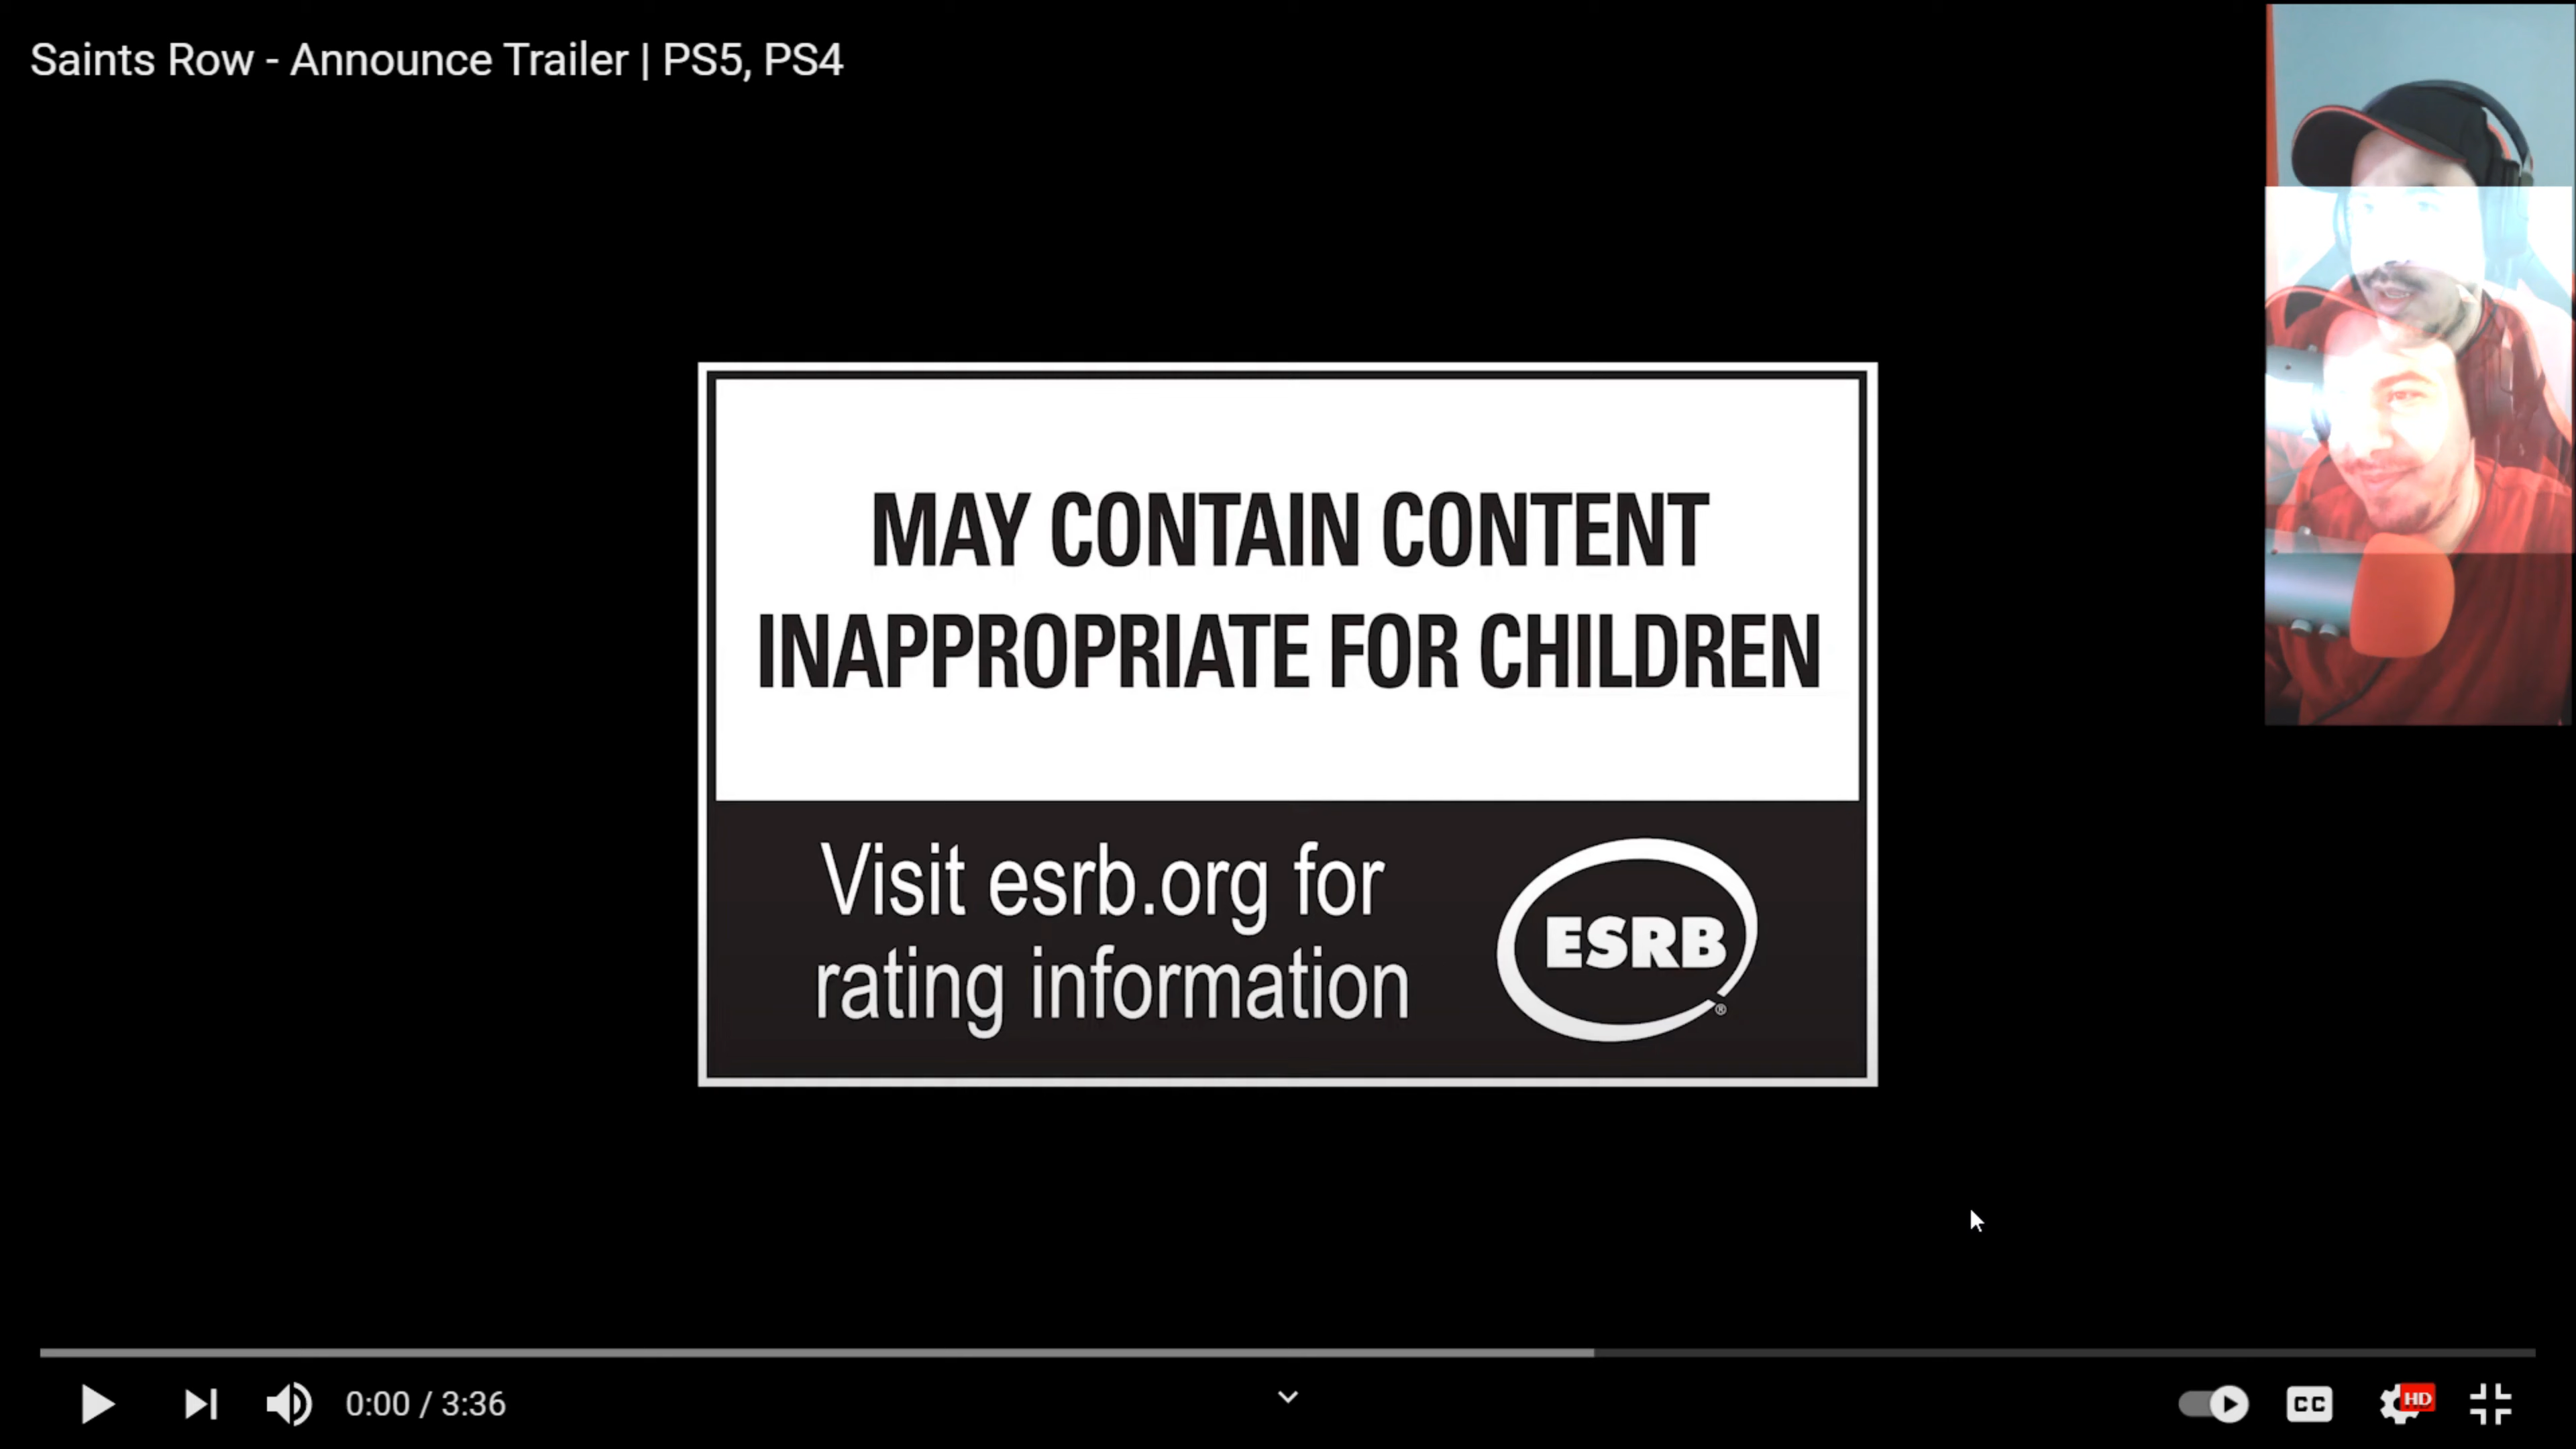 Saints Row - Announce Trailer | PS5, PS4
MAY CONTAIN CONTENT
INAPPROPRIATE FOR CHILDREN
Visit esrb.org for
rating information
ESRB
®
0:00 / 3:36
CC
HD